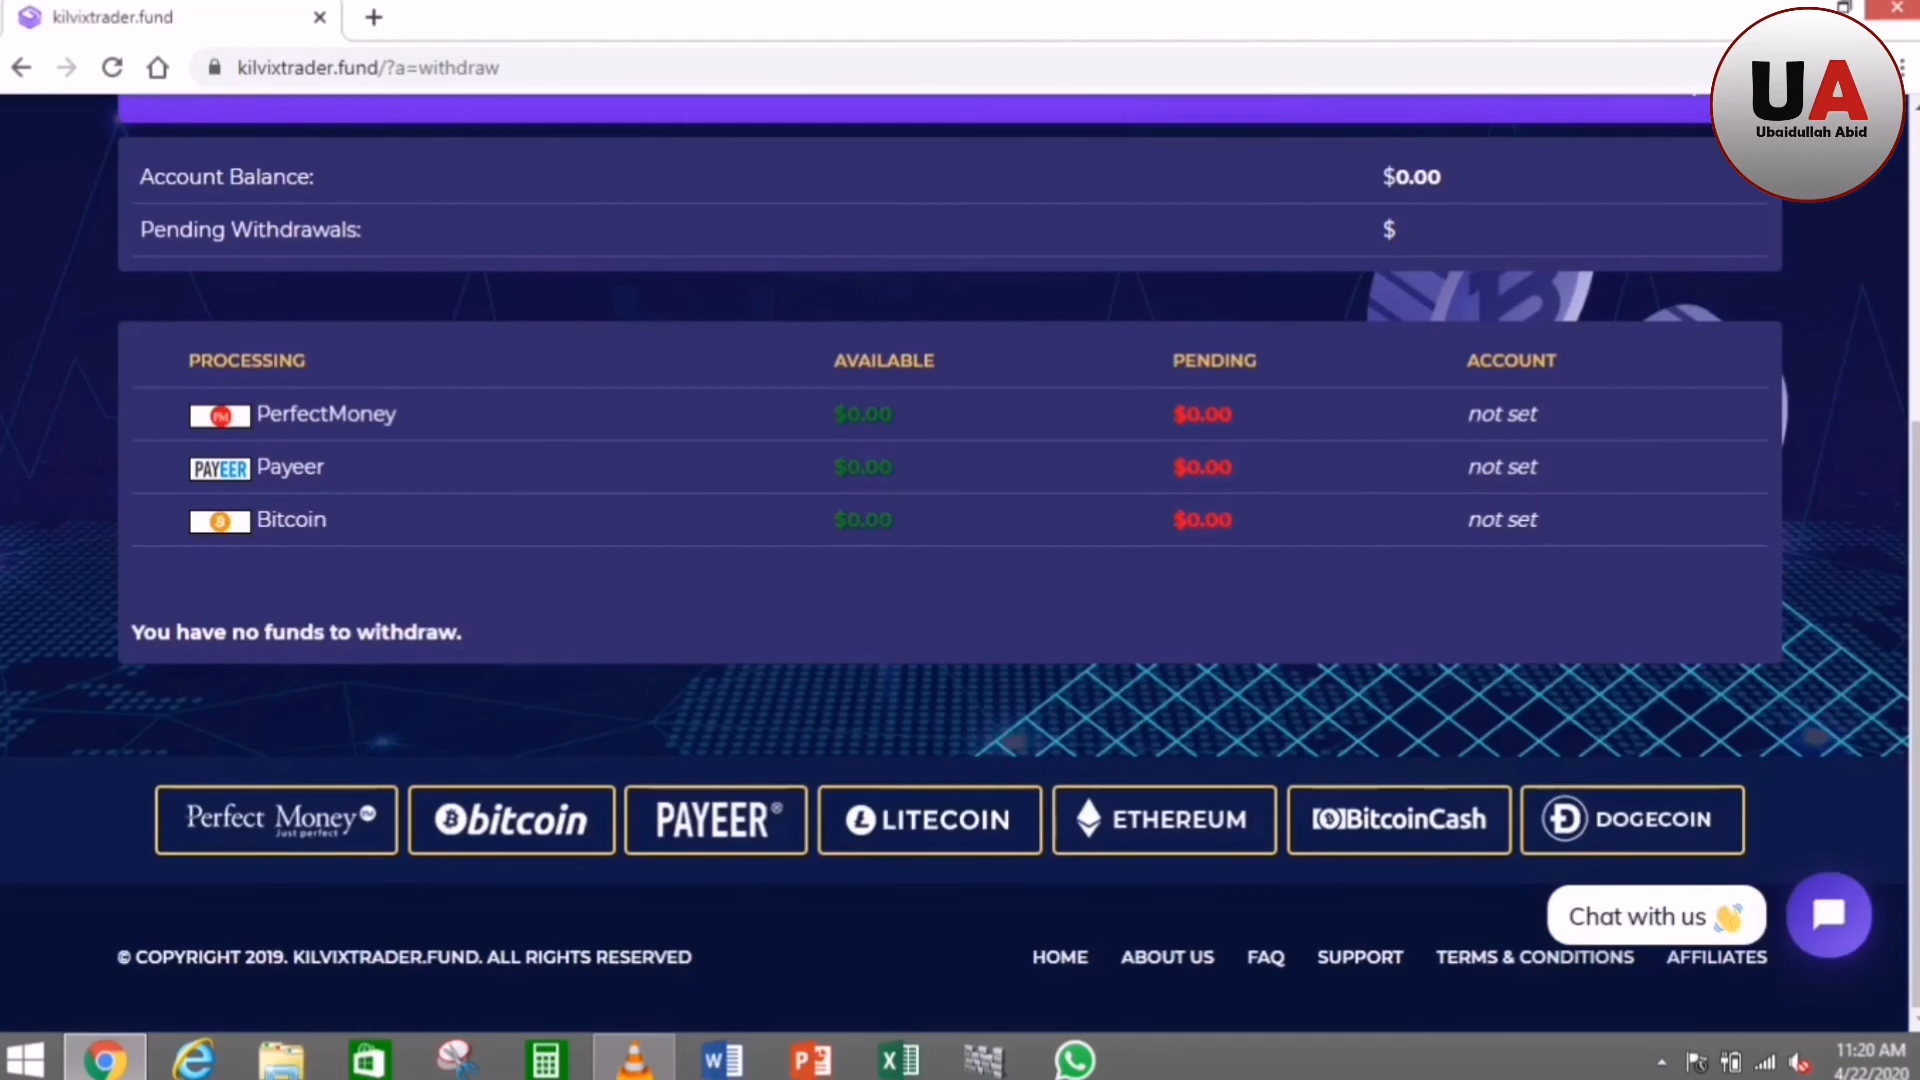 kilvixtrader.fund
kilvixtrader.fund/?a=withdraw
UA
Ubaidullah Abid
Account Balance: $0.00
Pending Withdrawals: $
PROCESSING AVAILABLE PENDING ACCOUNT
PM PerfectMoney $0.00 $0.00 not set
PAYEER Payeer $0.00 $0.00 not set
Bitcoin $0.00 $0.00 not set
You have no funds to withdraw.
Perfect Money PM bitcoin PAYEER® LITECOIN ETHEREUM BitcoinCash DOGECOIN
Just perfect
Chat with us 👋
© COPYRIGHT 2019. KILVIXTRADER.FUND. ALL RIGHTS RESERVED HOME ABOUT US FAQ SUPPORT TERMS & CONDITIONS AFFILIATES
11:20 AM
4/22/2020